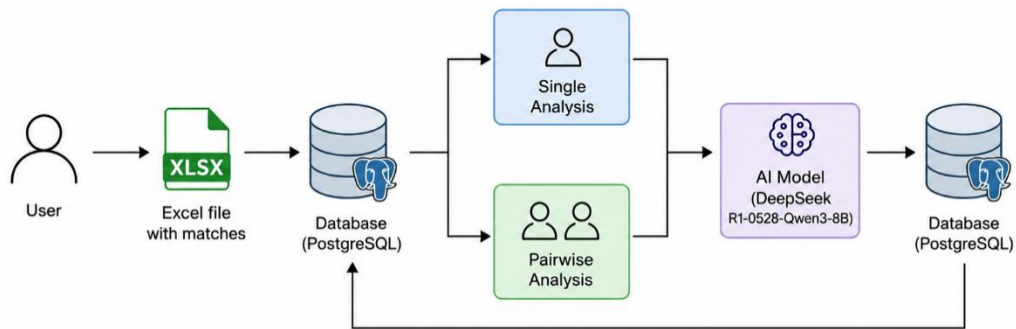 User
XLSX
Excel file
with matches
Database
(PostgreSQL)
Single
Analysis
Pairwise
Analysis
AI Model
(DeepSeek
R1-0528-Qwen3-8B)
Database
(PostgreSQL)